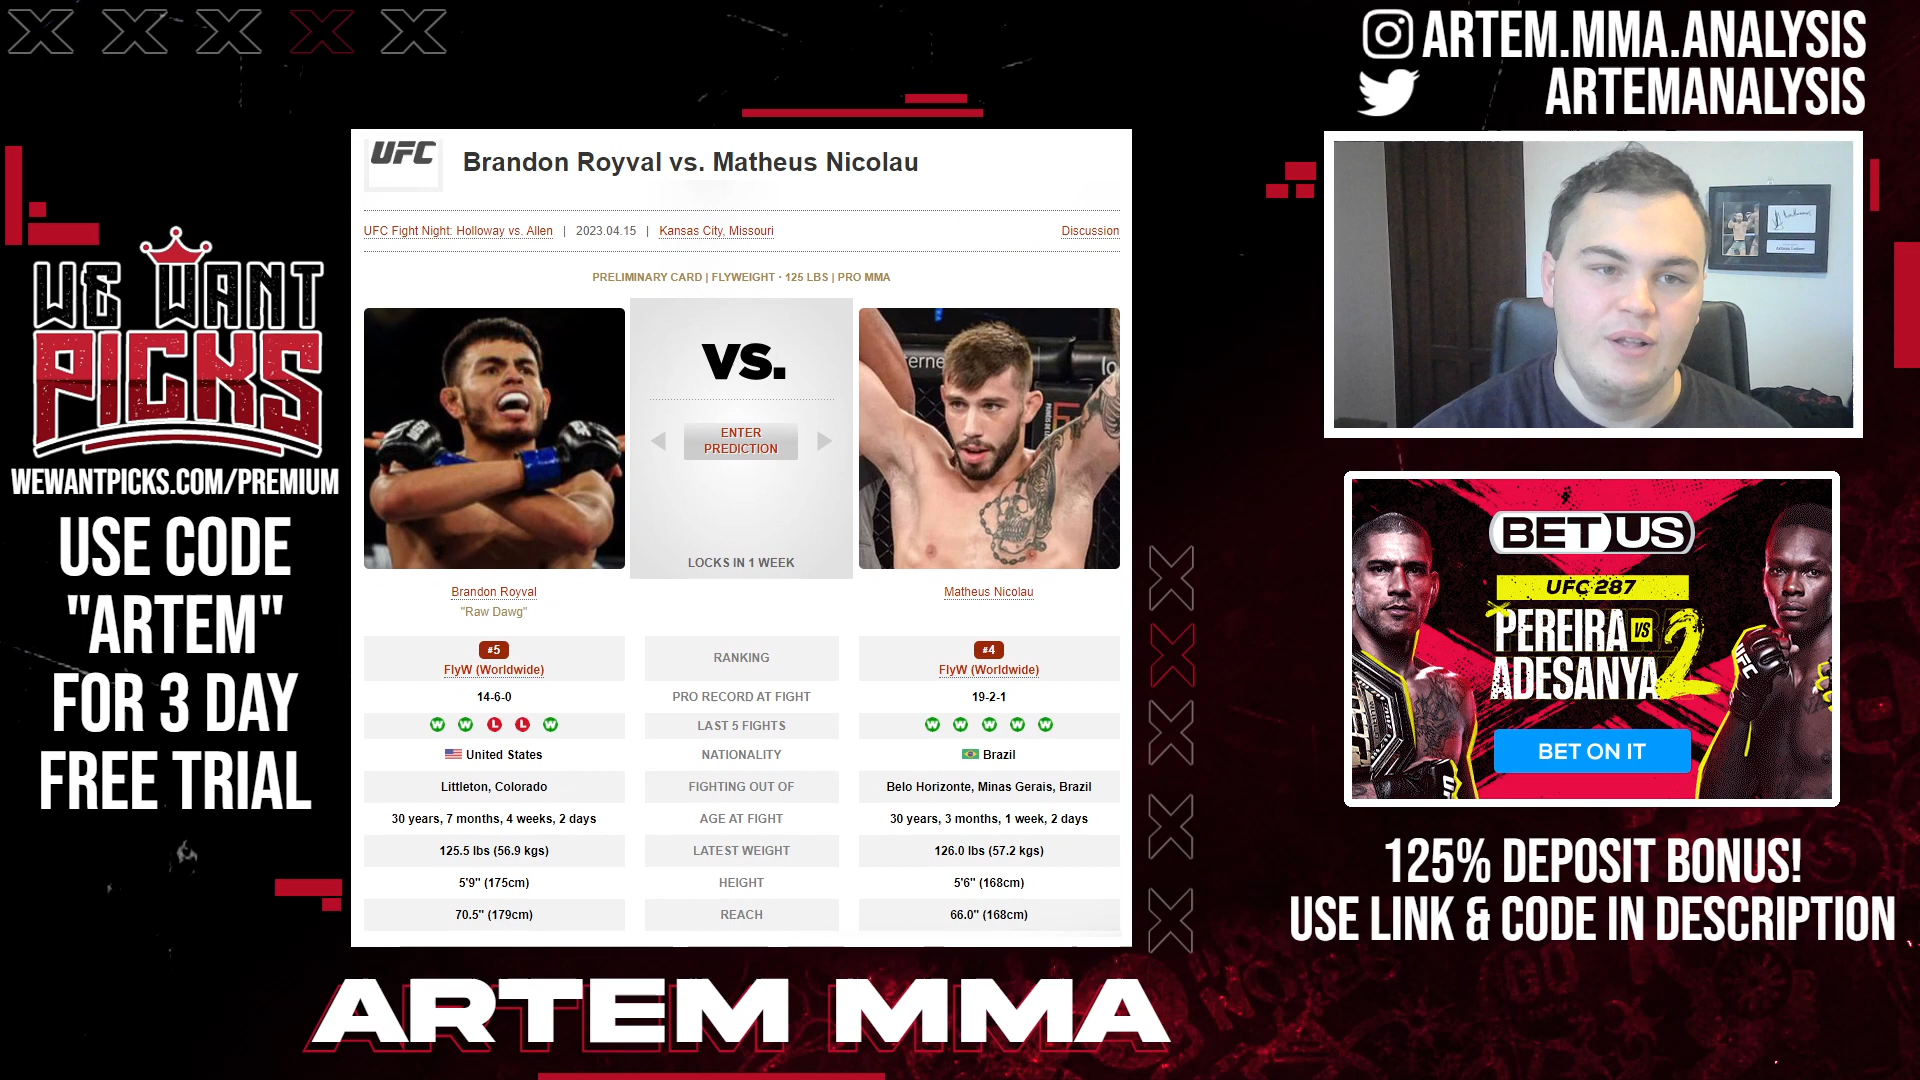 ARTEM.MMA.ANALYSIS
ARTEMANALYSIS
WE WANT
PICKS
WEWANTPICKS.COM/PREMIUM
USE CODE
"ARTEM"
FOR 3 DAY
FREE TRIAL
UFC
Brandon Royval vs. Matheus Nicolau
UFC Fight Night: Holloway vs. Allen | 2023.04.15 | Kansas City, Missouri Discussion
PRELIMINARY CARD | FLYWEIGHT · 125 LBS | PRO MMA
VS.
ENTER
PREDICTION
LOCKS IN 1 WEEK
Brandon Royval Matheus Nicolau
"Raw Dawg"
#5 RANKING #4
FlyW (Worldwide) FlyW (Worldwide)
14-6-0 PRO RECORD AT FIGHT 19-2-1
W W L L W LAST 5 FIGHTS W W W W W
United States NATIONALITY Brazil
Littleton, Colorado FIGHTING OUT OF Belo Horizonte, Minas Gerais, Brazil
30 years, 7 months, 4 weeks, 2 days AGE AT FIGHT 30 years, 3 months, 1 week, 2 days
125.5 lbs (56.9 kgs) LATEST WEIGHT 126.0 lbs (57.2 kgs)
5'9" (175cm) HEIGHT 5'6" (168cm)
70.5" (179cm) REACH 66.0" (168cm)
BETUS
UFC 287
PEREIRA VS
ADESANYA 2
BET ON IT
125% DEPOSIT BONUS!
USE LINK & CODE IN DESCRIPTION
ARTEM MMA